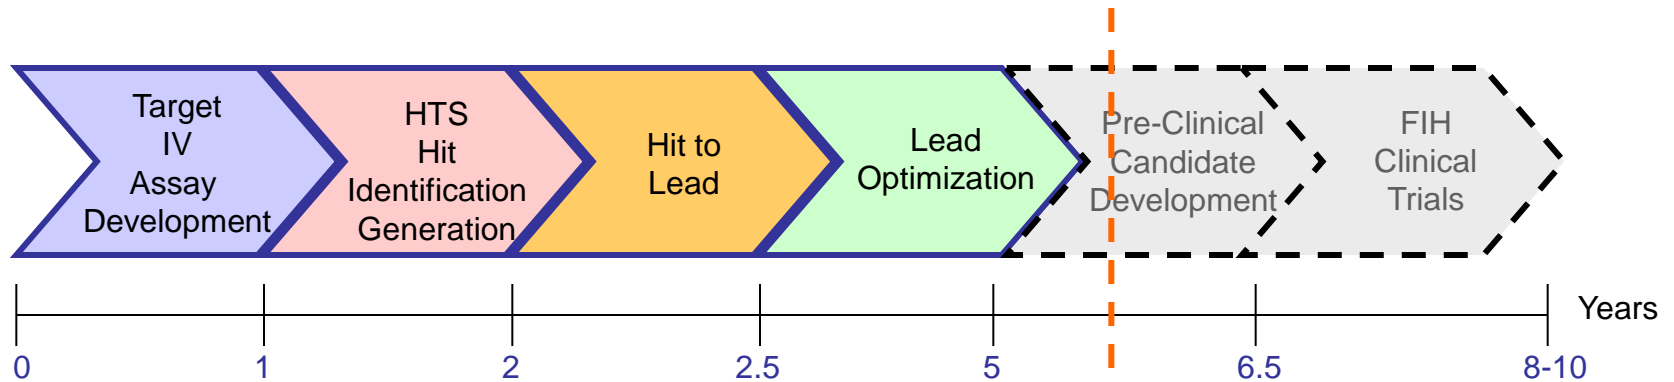 Target
IV
Assay
Development
HTS
Hit
Identification
Generation
Hit to
Lead
Lead
Optimization
Pre-Clinical
Candidate
Development
FIH
Clinical
Trials
Years
0
1
2
2.5
5
6.5
8-10